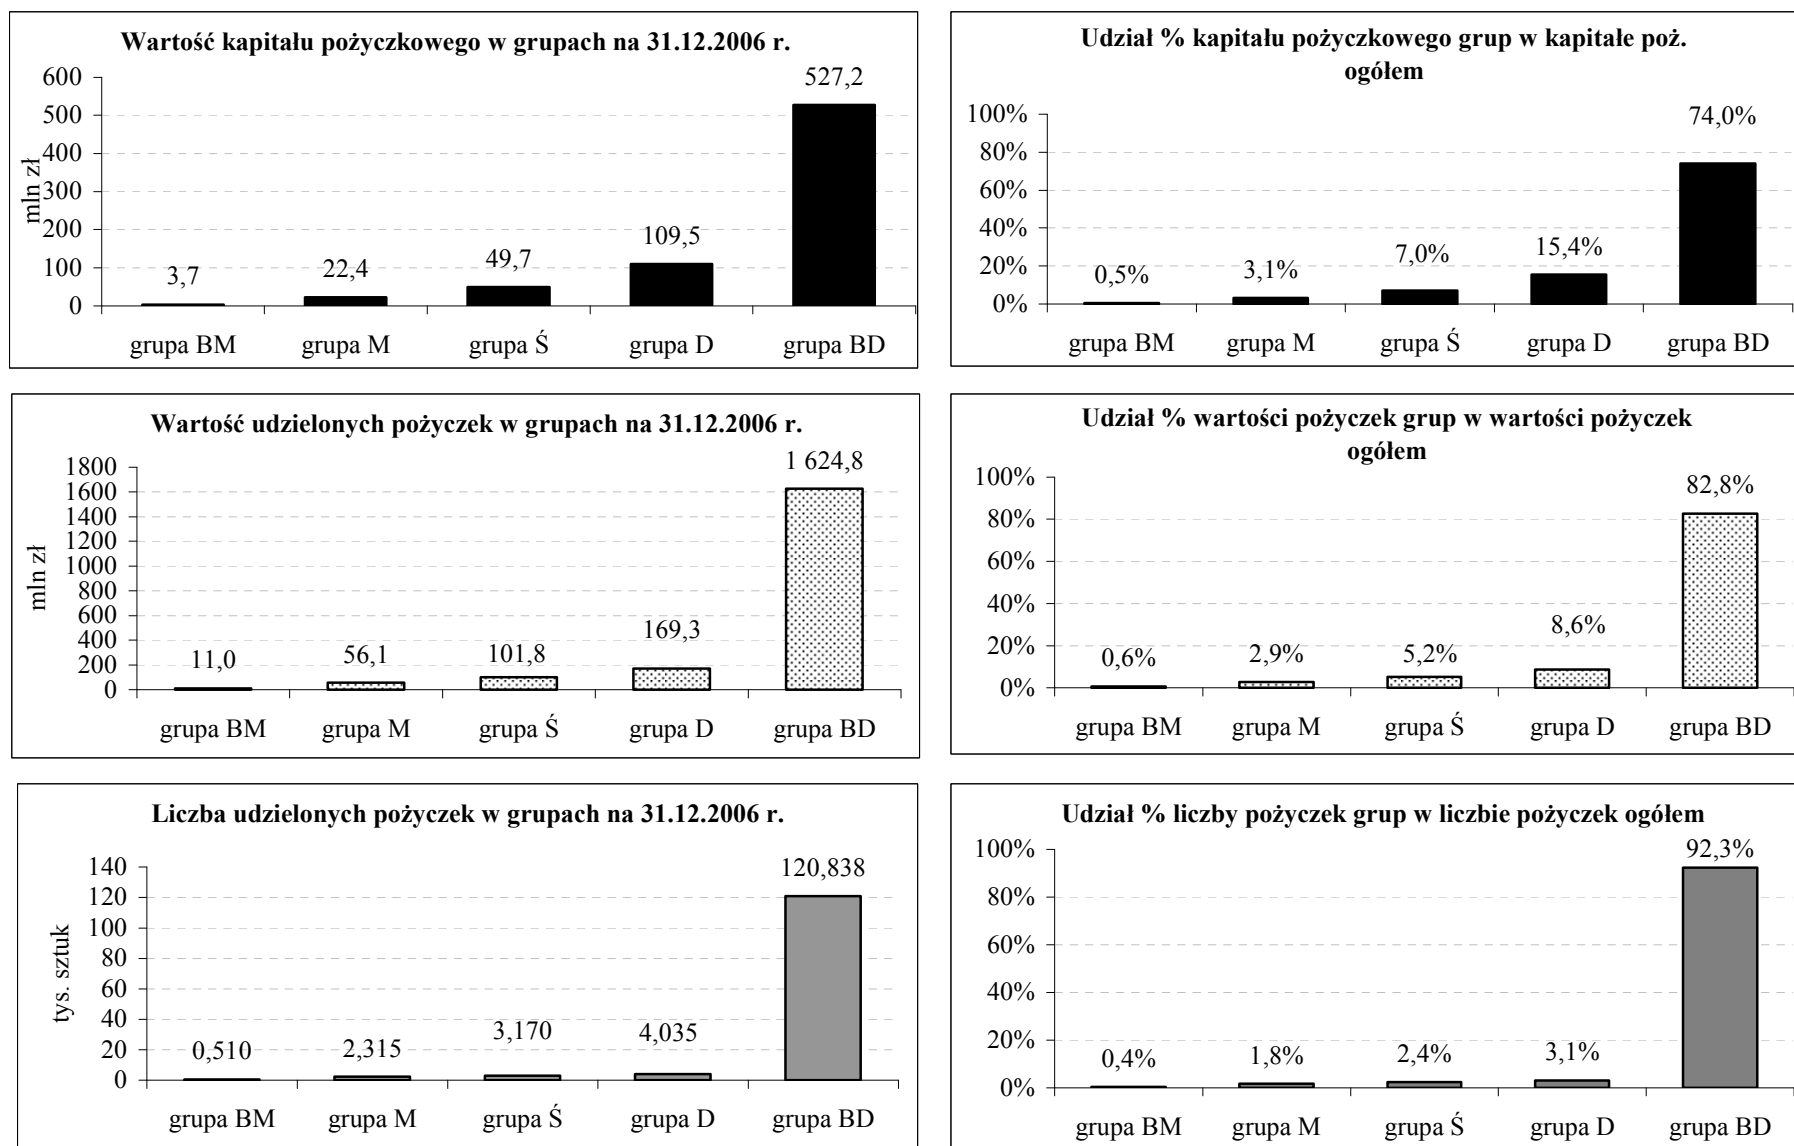 Wartość kapitału pożyczkowego w grupach na 31.12.2006 r.
mln zł
600
500
400
300
200
100
0
3,7
22,4
49,7
109,5
527,2
grupa BM
grupa M
grupa Ś
grupa D
grupa BD
Udział % kapitału pożyczkowego grup w kapitałe poż.
ogółem
100%
80%
60%
40%
20%
0%
0,5%
3,1%
7,0%
15,4%
74,0%
grupa BM
grupa M
grupa Ś
grupa D
grupa BD
Wartość udzielonych pożyczek w grupach na 31.12.2006 r.
mln zł
1800
1600
1400
1200
1000
800
600
400
200
0
11,0
56,1
101,8
169,3
1 624,8
grupa BM
grupa M
grupa Ś
grupa D
grupa BD
Udział % wartości pożyczek grup w wartości pożyczek
ogółem
100%
80%
60%
40%
20%
0%
0,6%
2,9%
5,2%
8,6%
82,8%
grupa BM
grupa M
grupa Ś
grupa D
grupa BD
Liczba udzielonych pożyczek w grupach na 31.12.2006 r.
tys. sztuk
140
120
100
80
60
40
20
0
0,510
2,315
3,170
4,035
120,838
grupa BM
grupa M
grupa Ś
grupa D
grupa BD
Udział % liczby pożyczek grup w liczbie pożyczek ogółem
100%
80%
60%
40%
20%
0%
0,4%
1,8%
2,4%
3,1%
92,3%
grupa BM
grupa M
grupa Ś
grupa D
grupa BD